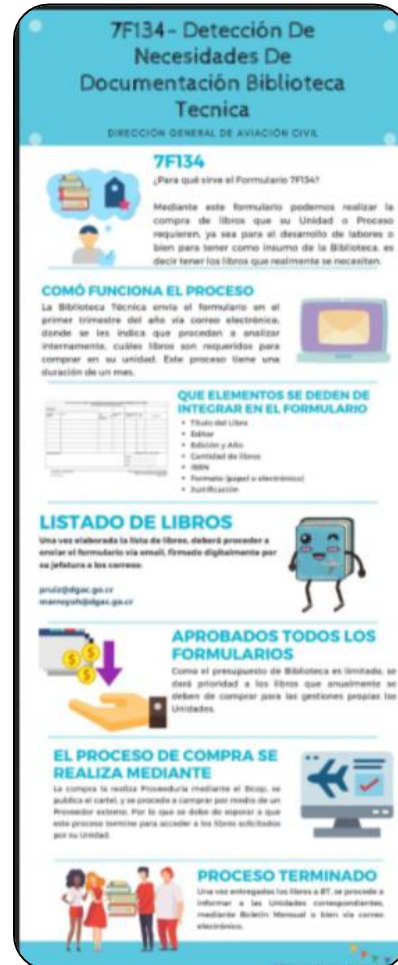 7F134- Detección De
Necesidades De
Documentación Biblioteca
Tecnica
DIRECCIÓN GENERAL DE AVIACIÓN CIVIL
7F134
¿Para qué sirve el Formulario 7F134?
Mediante este formulario podemos realizar la
compra de libros que su Unidad o Proceso
requieren, ya sea para el desarrollo de labores o
bien para tener como insumo de la Biblioteca, es
decir tener los libros que realmente se necesiten.
COMÓ FUNCIONA EL PROCESO
La Biblioteca Técnica envía el formulario en el
primer trimestre del año vía correo electrónico,
donde se les indica que procedan a analizar
internamente, cuáles libros son requeridos para
comprar en su unidad. Este proceso tiene una
duración de un mes.
QUE ELEMENTOS SE DEDEN DE
INTEGRAR EN EL FORMULARIO
• Título del Libro
• Editor
• Edición y Año
• Cantidad de libros
• ISBN
• Formato (papel o electrónico)
• Justificación
LISTADO DE LIBROS
Una vez elaborada la lista de libros, deberá proceder a
enviar el formulario vía email, firmado digitalmente por
su jefatura a los correos:
pruiz@dgac.go.cr
marroyoh@dgac.go.cr
APROBADOS TODOS LOS
FORMULARIOS
Como el presupuesto de Biblioteca es limitado, se
dará prioridad a los libros que anualmente se
deben de comprar para las gestiones propias las
Unidades.
EL PROCESO DE COMPRA SE
REALIZA MEDIANTE
La compra la realiza Proveeduría mediante el Sicop, se
publica el cartel, y se procede a comprar por medio de un
Proveedor externo. Por lo que se debe de esperar a que
este proceso termine para acceder a los libros solicitados
por su Unidad.
PROCESO TERMINADO
Una vez entregados los libros a BT, se procede a
informar a las Unidades correspondientes,
mediante Boletín Mensual o bien vía correo
electrónico.